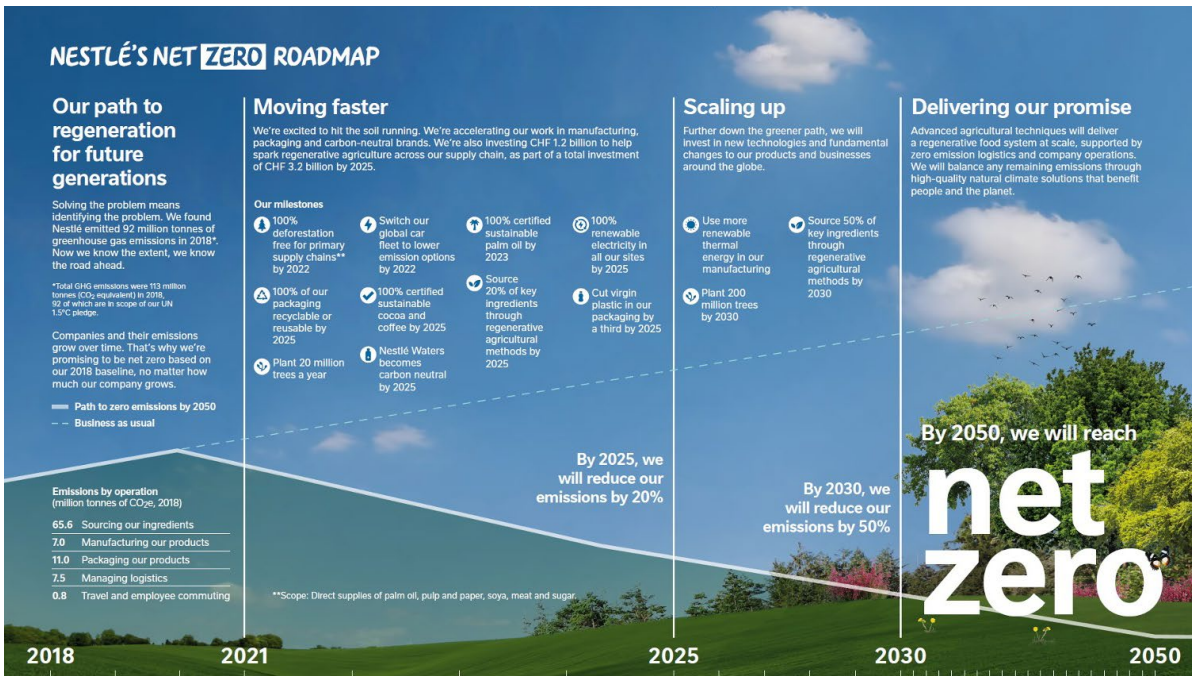 NESTLÉ'S NET ZERO ROADMAP
Our path to
regeneration
for future
generations
Solving the problem means
identifying the problem. We found
Nestlé emitted 92 million tonnes of
greenhouse gas emissions in 2018*.
Now we know the extent, we know
the road ahead.
*Total GHG emissions were 113 million
tonnes (CO₂ equivalent) in 2018,
92 of which are in scope of our UN
1.5°C pledge.
Companies and their emissions
grow over time. That's why we're
promising to be net zero based on
our 2018 baseline, no matter how
much our company grows.
Path to zero emissions by 2050
Business as usual
Emissions by operation
(million tonnes of CO₂e, 2018)
65.6 Sourcing our ingredients
7.0 Manufacturing our products
11.0 Packaging our products
7.5 Managing logistics
0.8 Travel and employee commuting
Moving faster
We're excited to hit the soil running. We're accelerating our work in manufacturing,
packaging and carbon-neutral brands. We're also investing CHF 1.2 billion to help
spark regenerative agriculture across our supply chain, as part of a total investment
of CHF 3.2 billion by 2025.
Our milestones
100%
deforestation
free for primary
supply chains**
by 2022
100% of our
packaging
recyclable or
reusable by
2025
Plant 20 million
trees a year
Switch our
global car
fleet to lower
emission options
by 2022
100% certified
sustainable
cocoa and
coffee by 2025
Nestlé Waters
becomes
carbon neutral
by 2025
100% certified
sustainable
palm oil by
2023
Source
20% of key
ingredients
through
regenerative
agricultural
methods by
2025
100%
renewable
electricity in
all our sites
by 2025
Cut virgin
plastic in our
packaging by
a third by 2025
By 2025, we
will reduce our
emissions by 20%
**Scope: Direct supplies of palm oil, pulp and paper, soya, meat and sugar.
Scaling up
Further down the greener path, we will
invest in new technologies and fundamental
changes to our products and businesses
around the globe.
Use more
renewable
thermal
energy in our
manufacturing
Plant 200
million trees
by 2030
Source 50% of
key ingredients
through
regenerative
agricultural
methods by
2030
By 2030, we
will reduce our
emissions by 50%
Delivering our promise
Advanced agricultural techniques will deliver
a regenerative food system at scale, supported by
zero emission logistics and company operations.
We will balance any remaining emissions through
high-quality natural climate solutions that benefit
people and the planet.
By 2050, we will reach
net
zero
2018 2021 2025 2030 2050